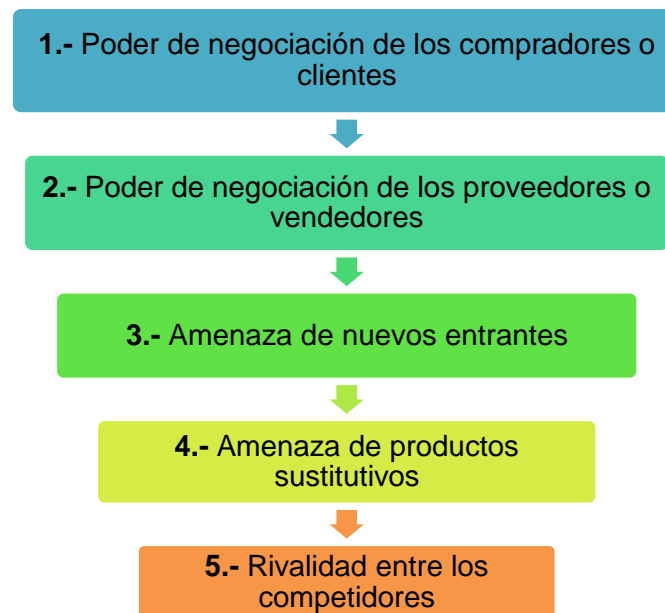 1.- Poder de negociación de los compradores o
clientes
2.- Poder de negociación de los proveedores o
vendedores
3.- Amenaza de nuevos entrantes
4.- Amenaza de productos
sustitutivos
5.- Rivalidad entre los
competidores